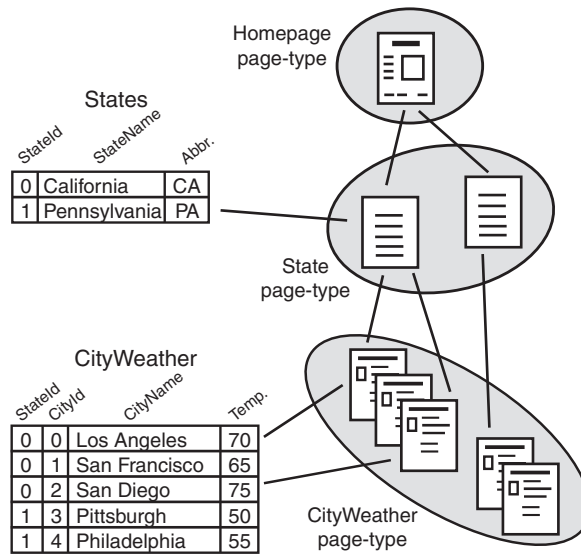 Homepage
page-type
States
StateId StateName Abbr.
0 California CA
1 Pennsylvania PA
State
page-type
CityWeather
StateId CityId CityName Temp.
0 0 Los Angeles 70
0 1 San Francisco 65
0 2 San Diego 75
1 3 Pittsburgh 50
1 4 Philadelphia 55
CityWeather
page-type